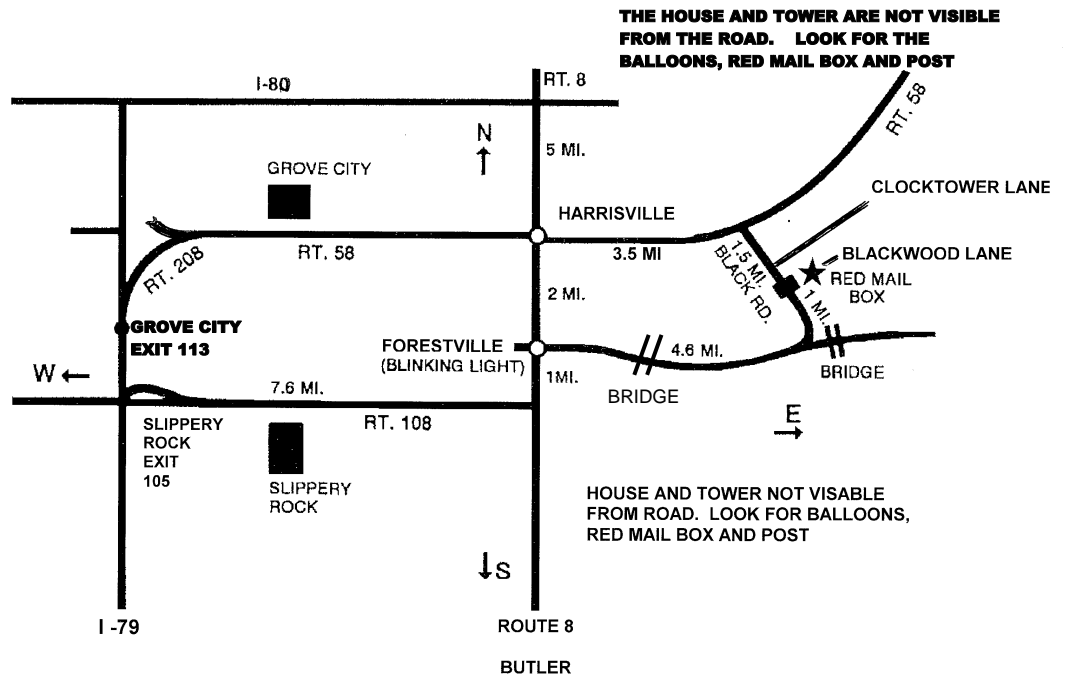 THE HOUSE AND TOWER ARE NOT VISIBLE
FROM THE ROAD. LOOK FOR THE
BALLOONS, RED MAIL BOX AND POST
I-80
RT. 8
RT. 58
N
5 MI.
GROVE CITY
CLOCKTOWER LANE
HARRISVILLE
RT. 58
3.5 MI
1.5 MI.
BLACK RD.
BLACKWOOD LANE
RED MAIL
BOX
RT. 208
2 MI.
1 MI.
GROVE CITY
EXIT 113
FORESTVILLE
(BLINKING LIGHT)
4.6 MI.
W
1MI.
BRIDGE
BRIDGE
7.6 MI.
RT. 108
E
SLIPPERY
ROCK
EXIT
105
SLIPPERY
ROCK
HOUSE AND TOWER NOT VISABLE
FROM ROAD. LOOK FOR BALLOONS,
RED MAIL BOX AND POST
S
I -79
ROUTE 8
BUTLER